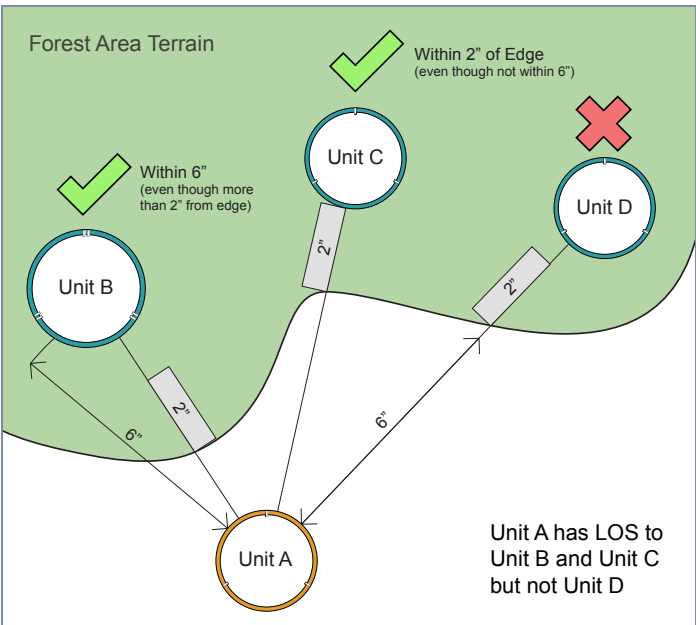 Forest Area Terrain
Within 2” of Edge
(even though not within 6”)
Unit C
Within 6”
(even though more
than 2” from edge)
Unit D
2”
Unit B
2”
2”
6”
6”
Unit A
Unit A has LOS to
Unit B and Unit C
but not Unit D